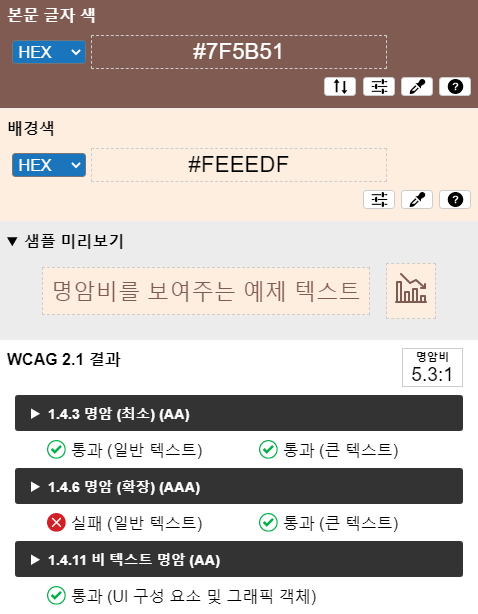 본문 글자 색
HEX #7F5B51
배경색
HEX #FEEEDF
▼ 샘플 미리보기
명암비를 보여주는 예제 텍스트
WCAG 2.1 결과
명암비
5.3:1
▶ 1.4.3 명암 (최소) (AA)
통과 (일반 텍스트) 통과 (큰 텍스트)
▶ 1.4.6 명암 (확장) (AAA)
실패 (일반 텍스트) 통과 (큰 텍스트)
▶ 1.4.11 비 텍스트 명암 (AA)
통과 (UI 구성 요소 및 그래픽 객체)